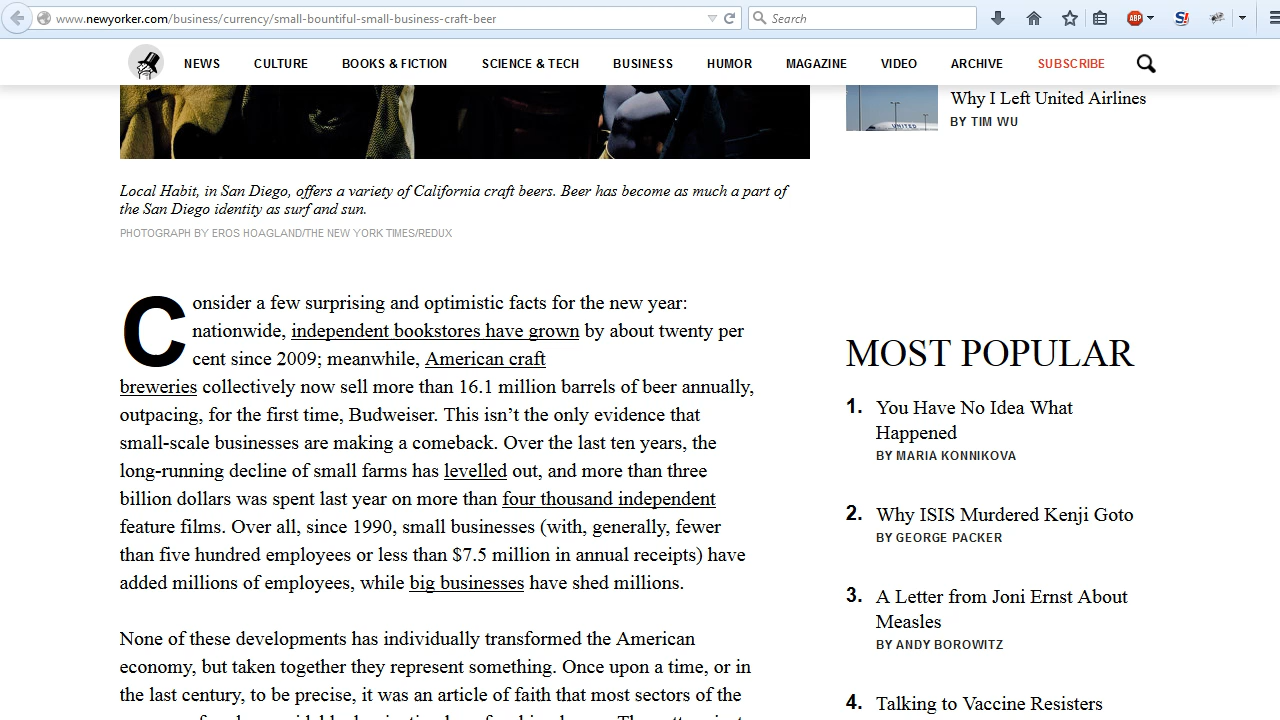 www.newyorker.com/business/currency/small-bountiful-small-business-craft-beer
Search
ABP
S!
NEWS
CULTURE
BOOKS & FICTION
SCIENCE & TECH
BUSINESS
HUMOR
MAGAZINE
VIDEO
ARCHIVE
SUBSCRIBE
UNITED
Why I Left United Airlines
BY TIM WU
Local Habit, in San Diego, offers a variety of California craft beers. Beer has become as much a part of
the San Diego identity as surf and sun.
PHOTOGRAPH BY EROS HOAGLAND/THE NEW YORK TIMES/REDUX
Consider a few surprising and optimistic facts for the new year:
nationwide, independent bookstores have grown by about twenty per
cent since 2009; meanwhile, American craft
breweries collectively now sell more than 16.1 million barrels of beer annually,
outpacing, for the first time, Budweiser. This isn’t the only evidence that
small-scale businesses are making a comeback. Over the last ten years, the
long-running decline of small farms has levelled out, and more than three
billion dollars was spent last year on more than four thousand independent
feature films. Over all, since 1990, small businesses (with, generally, fewer
than five hundred employees or less than $7.5 million in annual receipts) have
added millions of employees, while big businesses have shed millions.
None of these developments has individually transformed the American
economy, but taken together they represent something. Once upon a time, or in
the last century, to be precise, it was an article of faith that most sectors of the
MOST POPULAR
1. You Have No Idea What
Happened
BY MARIA KONNIKOVA
2. Why ISIS Murdered Kenji Goto
BY GEORGE PACKER
3. A Letter from Joni Ernst About
Measles
BY ANDY BOROWITZ
4. Talking to Vaccine Resisters